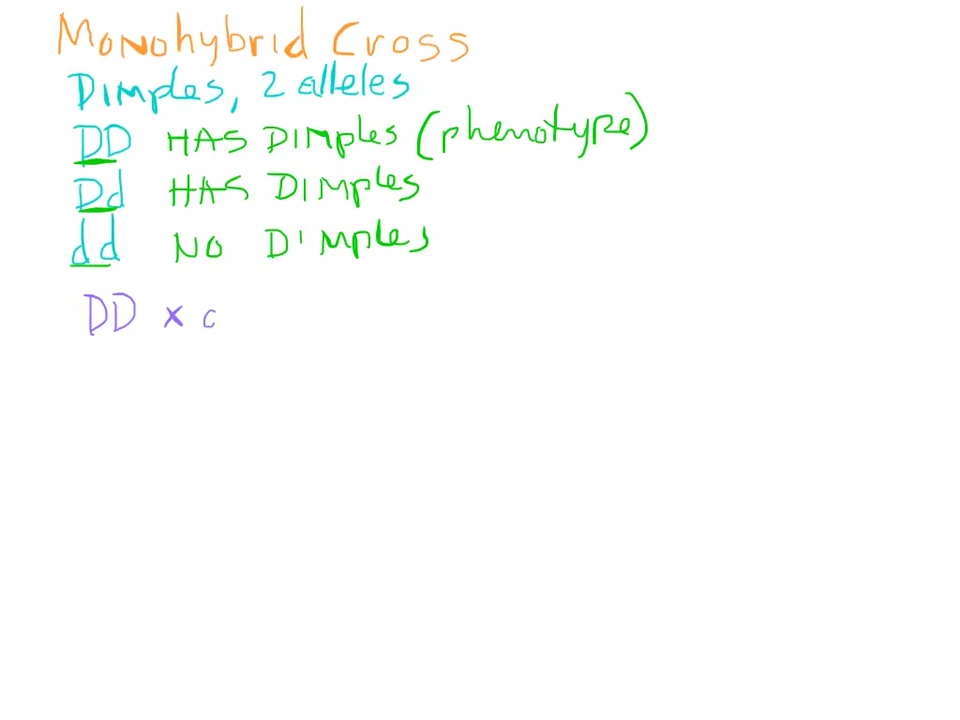 Monohybrid Cross
Dimples, 2 alleles
DD HAS DIMples (phenotype)
Dd HAS DIMples
dd NO DIMples
DD x